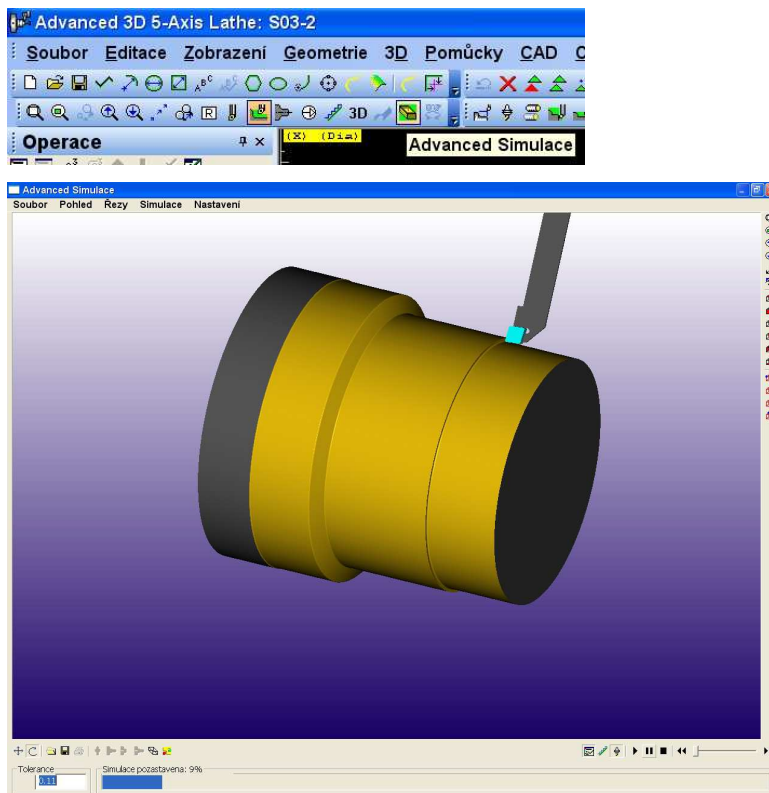 Advanced 3D 5-Axis Lathe: S03-2
Soubor Editace Zobrazení Geometrie 3D Pomůcky CAD
ABC
R 3D
Operace
(X) (Dia)
Advanced Simulace
Advanced Simulace
Soubor Pohled Řezy Simulace Nastavení
Tolerance
0.11
Simulace pozastavena: 9%